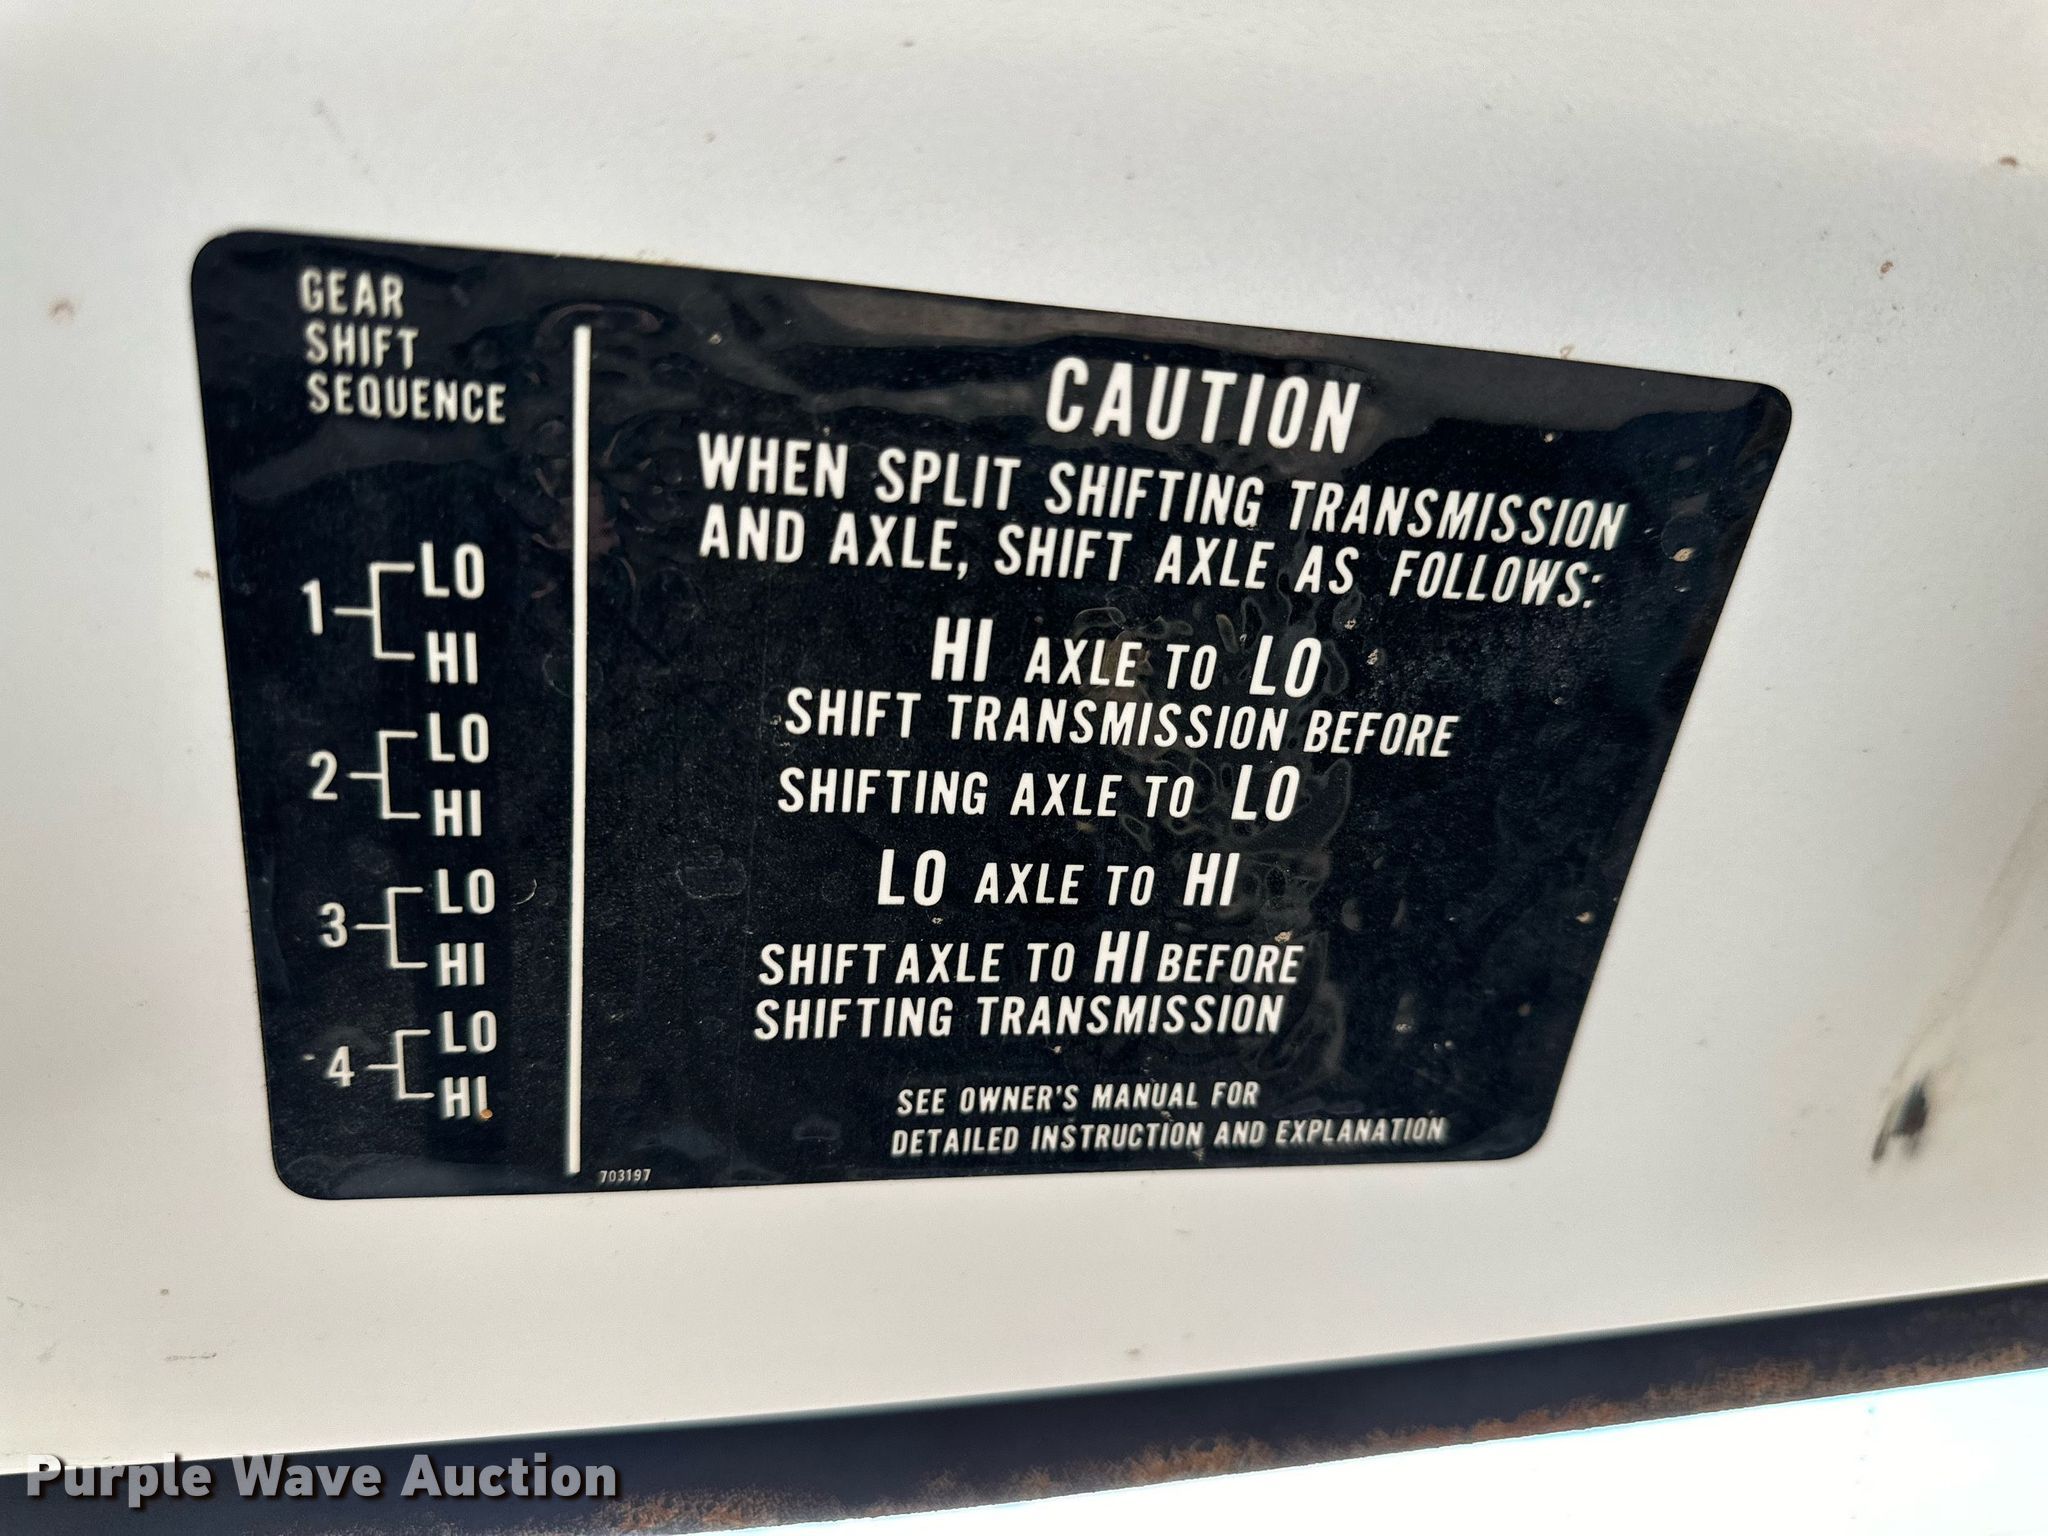 GEAR
SHIFT
SEQUENCE
1 LO
HI
2 LO
HI
3 LO
HI
4 LO
HI
CAUTION
WHEN SPLIT SHIFTING TRANSMISSION
AND AXLE, SHIFT AXLE AS FOLLOWS:
HI AXLE TO LO
SHIFT TRANSMISSION BEFORE
SHIFTING AXLE TO LO
LO AXLE TO HI
SHIFT AXLE TO HI BEFORE
SHIFTING TRANSMISSION
SEE OWNER'S MANUAL FOR
DETAILED INSTRUCTION AND EXPLANATION
703197
Purple Wave Auction